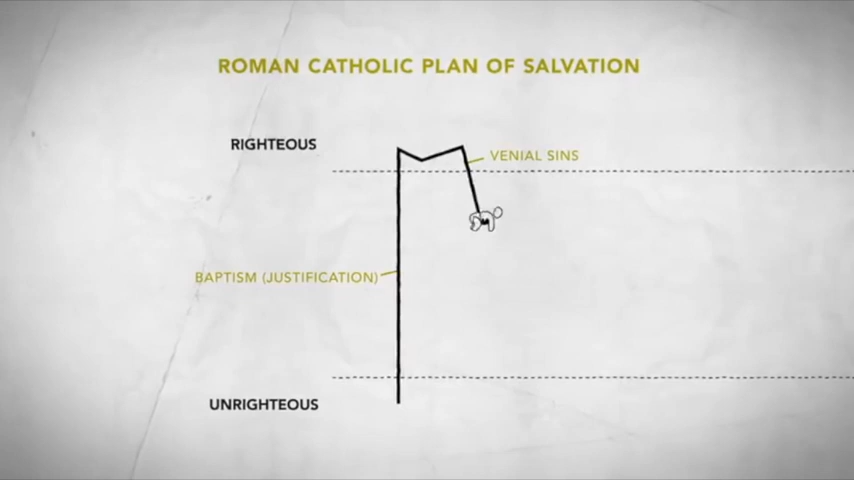 ROMAN CATHOLIC PLAN OF SALVATION
RIGHTEOUS
VENIAL SINS
BAPTISM (JUSTIFICATION)
UNRIGHTEOUS